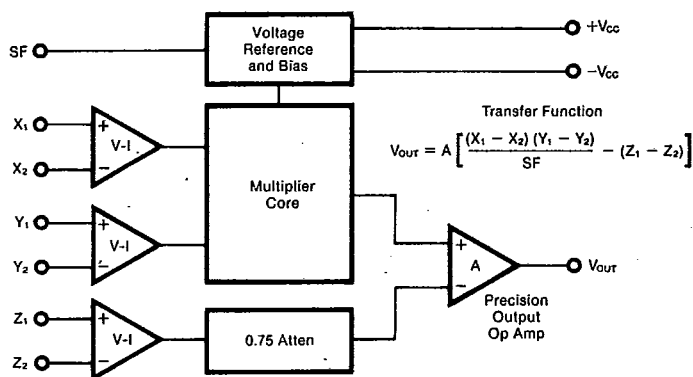 SF
Voltage
Reference
and Bias
+VCC
−VCC
X1
+
V-I
X2
−
Multiplier
Core
Transfer Function
VOUT = A [ (X1 − X2) (Y1 − Y2) / SF − (Z1 − Z2) ]
Y1
+
V-I
Y2
−
+
A
−
VOUT
Precision
Output
Op Amp
Z1
+
V-I
Z2
−
0.75 Atten